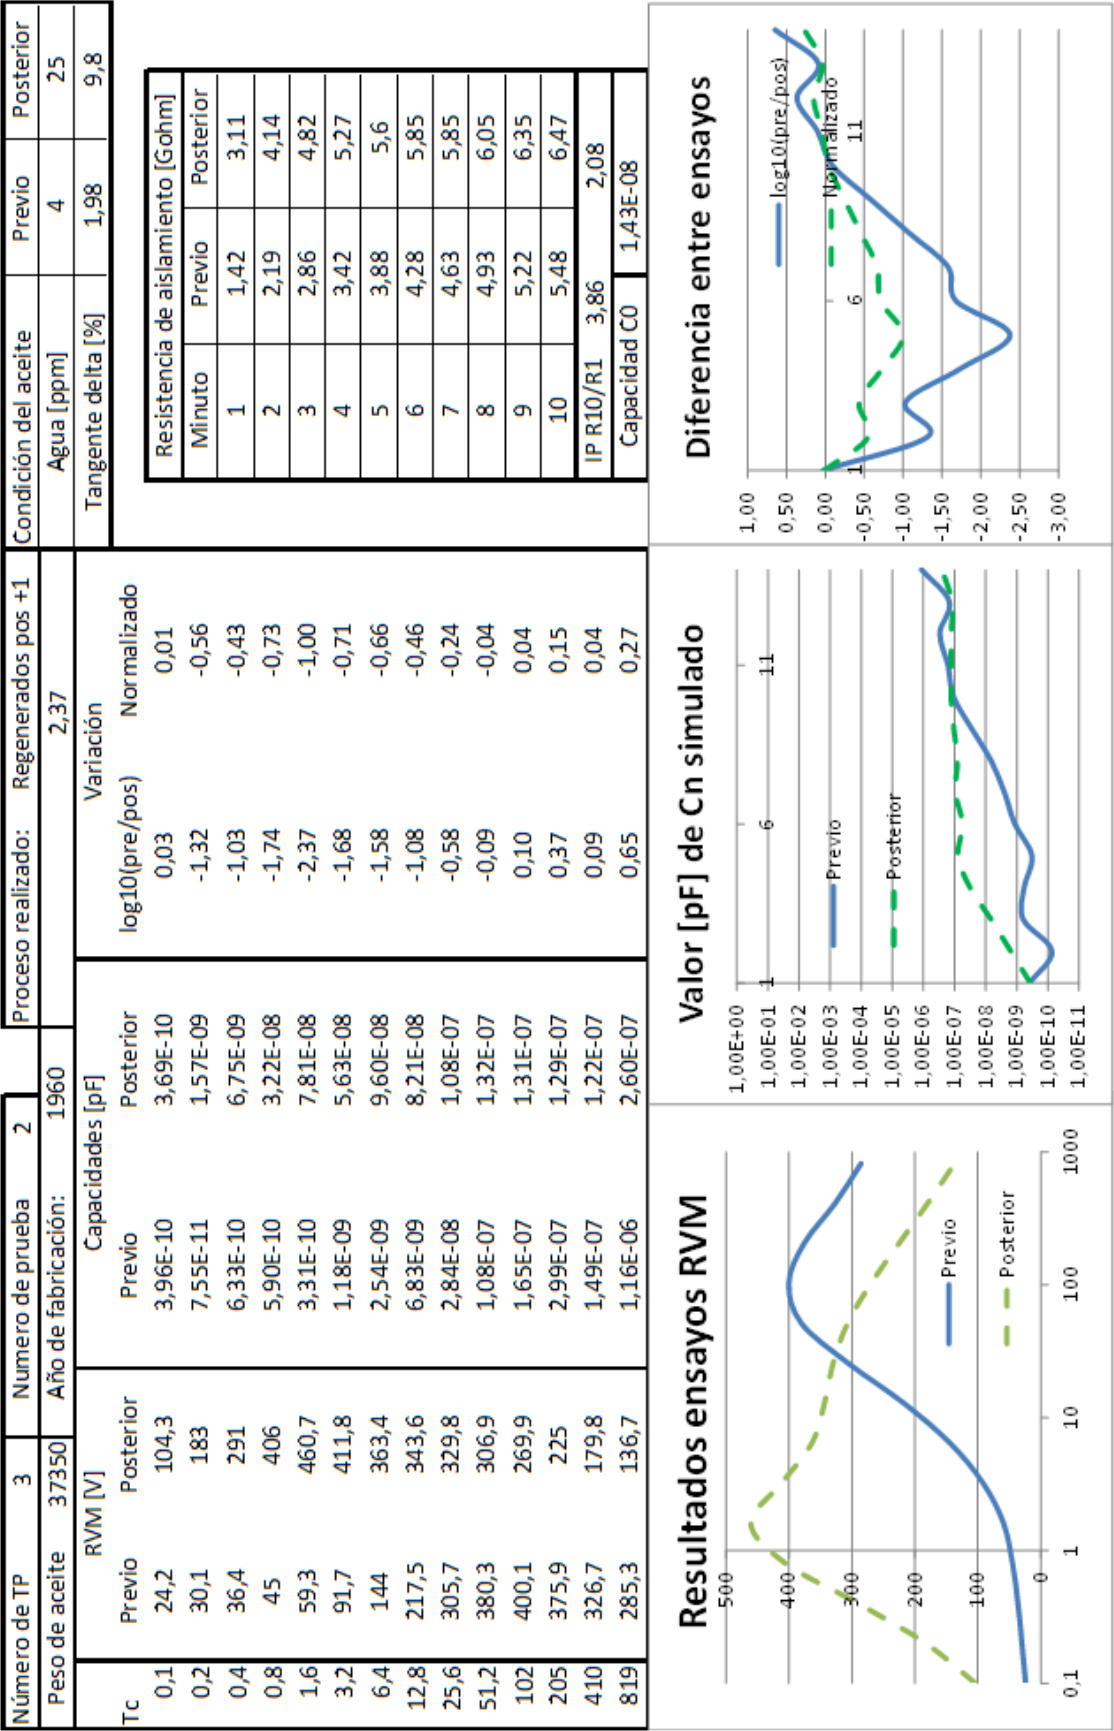 Número de TP 3 Numero de prueba 2 Proceso realizado: Regenerados pos +1 Condición del aceite Previo Posterior
Peso de aceite 37350 Año de fabricación: 1960 2,37 Agua [ppm] 4 25
RVM [V] Capacidades [pF] Variación Tangente delta [%] 1,98 9,8
Tc Previo Posterior Previo Posterior log10(pre/pos) Normalizado
0,1 24,2 104,3 3,96E-10 3,69E-10 0,03 0,01
0,2 30,1 183 7,55E-11 1,57E-09 -1,32 -0,56
0,4 36,4 291 6,33E-10 6,75E-09 -1,03 -0,43
0,8 45 406 5,90E-10 3,22E-08 -1,74 -0,73
1,6 59,3 460,7 3,31E-10 7,81E-08 -2,37 -1,00
3,2 91,7 411,8 1,18E-09 5,63E-08 -1,68 -0,71
6,4 144 363,4 2,54E-09 9,60E-08 -1,58 -0,66
12,8 217,5 343,6 6,83E-09 8,21E-08 -1,08 -0,46
25,6 305,7 329,8 2,84E-08 1,08E-07 -0,58 -0,24
51,2 380,3 306,9 1,08E-07 1,32E-07 -0,09 -0,04
102 400,1 269,9 1,65E-07 1,31E-07 0,10 0,04
205 375,9 225 2,99E-07 1,29E-07 0,37 0,15
410 326,7 179,8 1,49E-07 1,22E-07 0,09 0,04
819 285,3 136,7 1,16E-06 2,60E-07 0,65 0,27
Resistencia de aislamiento [Gohm]
Minuto Previo Posterior
1 1,42 3,11
2 2,19 4,14
3 2,86 4,82
4 3,42 5,27
5 3,88 5,6
6 4,28 5,85
7 4,63 5,85
8 4,93 6,05
9 5,22 6,35
10 5,48 6,47
IP R10/R1 3,86 2,08
Capacidad C0 1,43E-08
Resultados ensayos RVM
500
400
300
200
100
0
0,1 1 10 100 1000
Previo
Posterior
Valor [pF] de Cn simulado
1,00E+00
1,00E-01
1,00E-02
1,00E-03
1,00E-04
1,00E-05
1,00E-06
1,00E-07
1,00E-08
1,00E-09
1,00E-10
1,00E-11
1 6 11
Previo
Posterior
Diferencia entre ensayos
1,00
0,50
0,00
-0,50
-1,00
-1,50
-2,00
-2,50
-3,00
1 6 11
log10(pre/pos)
Normalizado